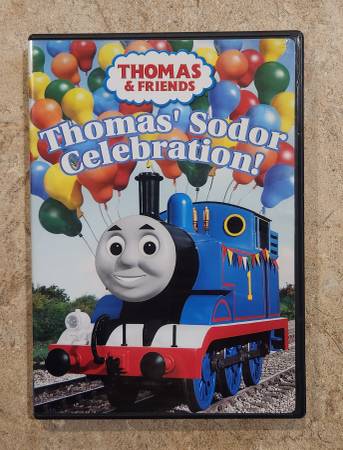 THOMAS
& FRIENDS
Thomas' Sodor
Celebration!
1